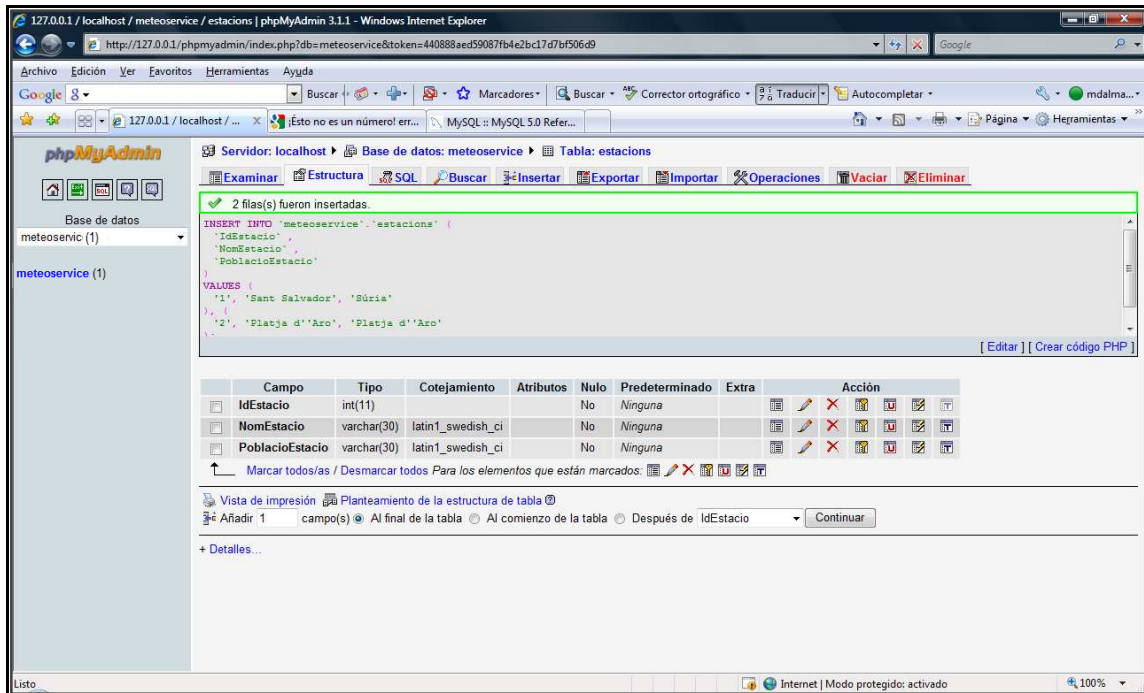 127.0.0.1 / localhost / meteoservice / estacions | phpMyAdmin 3.1.1 - Windows Internet Explorer
http://127.0.0.1/phpmyadmin/index.php?db=meteoservice&token=440888aed59087fb4e2bc17d7bf506d9
Google
Archivo Edición Ver Favoritos Herramientas Ayuda
Google Buscar Marcadores Buscar Corrector ortográfico Traducir Autocompletar mdalma...
127.0.0.1 / localhost / ... ¡Ésto no es un número! err... MySQL :: MySQL 5.0 Refer... Página Herramientas
phpMyAdmin
Base de datos
meteoservic (1)
meteoservice (1)
Servidor: localhost Base de datos: meteoservice Tabla: estacions
Examinar Estructura SQL Buscar Insertar Exportar Importar Operaciones Vaciar Eliminar
2 filas(s) fueron insertadas.
INSERT INTO `meteoservice`.`estacions` (
`IdEstacio` ,
`NomEstacio` ,
`PoblacioEstacio`
)
VALUES (
'1', 'Sant Salvador', 'Súria'
), (
'2', 'Platja d''Aro', 'Platja d''Aro'
[ Editar ] [ Crear código PHP ]
Campo Tipo Cotejamiento Atributos Nulo Predeterminado Extra Acción
IdEstacio int(11) No Ninguna
NomEstacio varchar(30) latin1_swedish_ci No Ninguna
PoblacioEstacio varchar(30) latin1_swedish_ci No Ninguna
Marcar todos/as / Desmarcar todos Para los elementos que están marcados:
Vista de impresión Planteamiento de la estructura de tabla
Añadir 1 campo(s) Al final de la tabla Al comienzo de la tabla Después de IdEstacio Continuar
+ Detalles...
Listo Internet | Modo protegido: activado 100%